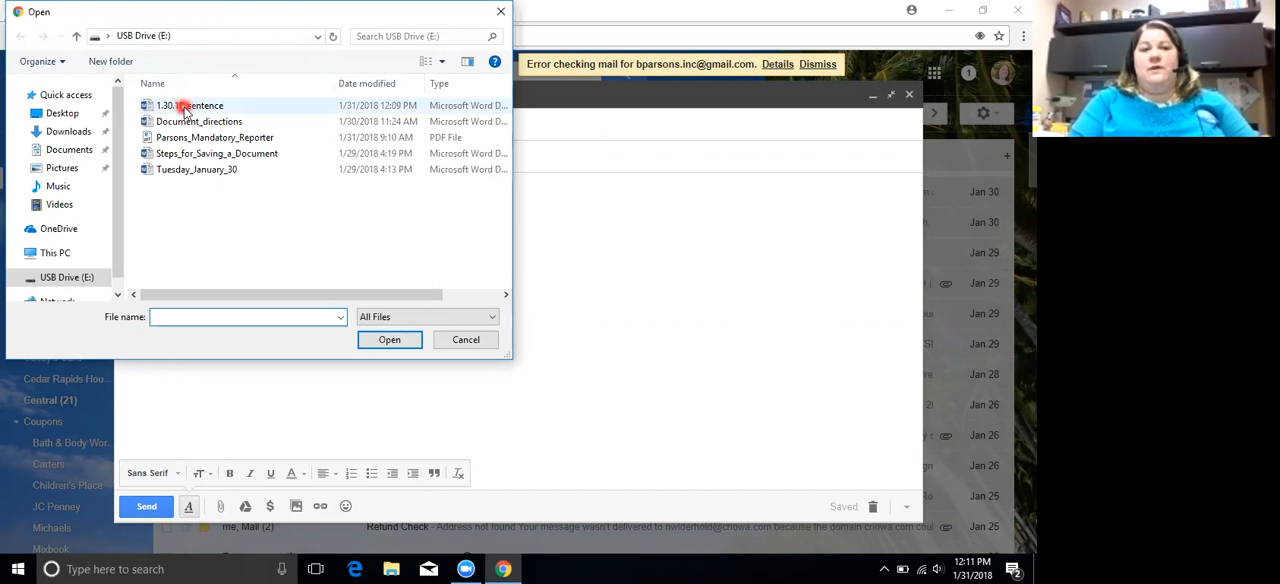 Open
USB Drive (E:)
Search USB Drive (E:)
Organize
New folder
Name
Date modified
Type
Quick access
Desktop
Downloads
Documents
Pictures
Music
Videos
OneDrive
This PC
USB Drive (E:)
1/31/2018 12:09 PM
Microsoft Word D...
Document_directions
1/30/2018 11:24 AM
Microsoft Word D...
Parsons_Mandatory_Reporter
1/31/2018 9:10 AM
PDF File
Steps_for_Saving_a_Document
1/29/2018 4:19 PM
Microsoft Word D...
Tuesday_January_30
1/29/2018 4:13 PM
Microsoft Word D...
File name:
All Files
Open
Cancel
Error checking mail for bparsons.inc@gmail.com. Details Dismiss
1
Jan 30
Jan 30
Jan 29
Jan 29
Jan 29
Jan 29
Jan 28
Jan 26
Jan 26
Jan 26
Jan 25
Jan 25
Cedar Rapids Hou...
Central (21)
Coupons
Bath & Body Wor...
Carters
Children's Place
JC Penney
Michaels
Mixbook
Sans Serif
Send
Saved
me, Mail (2)
Refund Check - Address not found Your message wasn't delivered to nwiderhold@cnowa.com because the domain cnowa.com coul
Type here to search
12:11 PM
1/31/2018
2